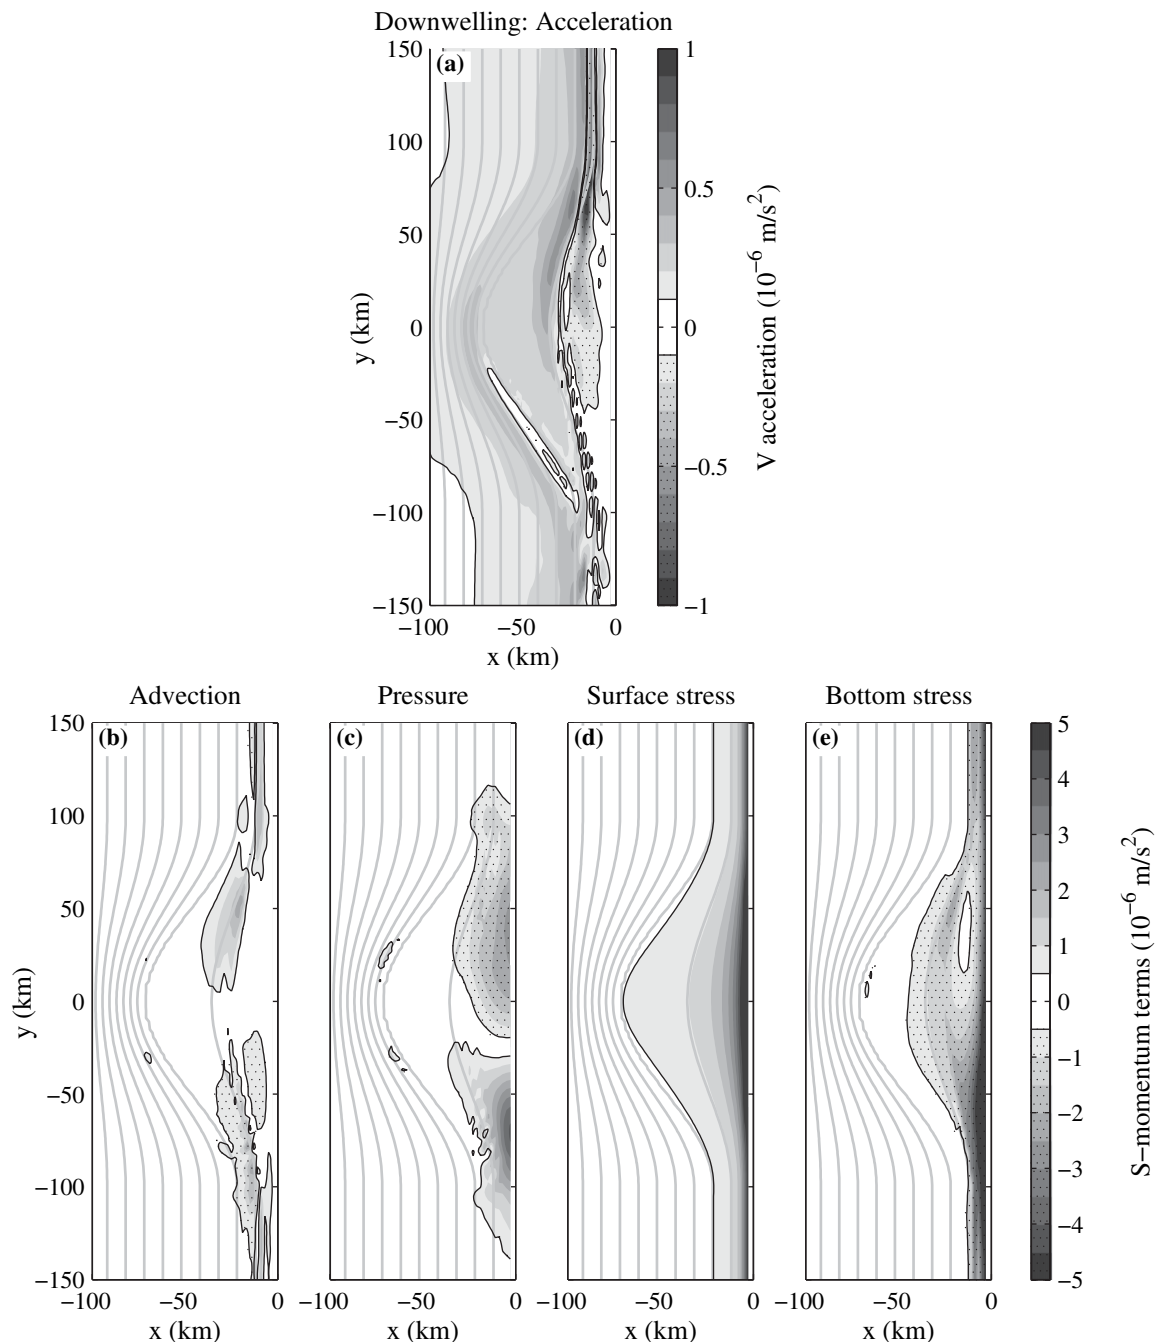 Downwelling: Acceleration
(a)
150
100
50
0
−50
−100
−150
y (km)
−100
−50
0
x (km)
1
0.5
0
−0.5
−1
V acceleration (10⁻⁶ m/s²)
Advection
Pressure
Surface stress
Bottom stress
(b)
(c)
(d)
(e)
150
100
50
0
−50
−100
−150
y (km)
−100 −50 0
−100 −50 0
−100 −50 0
−100 −50 0
x (km)
x (km)
x (km)
x (km)
5
4
3
2
1
0
−1
−2
−3
−4
−5
S−momentum terms (10⁻⁶ m/s²)